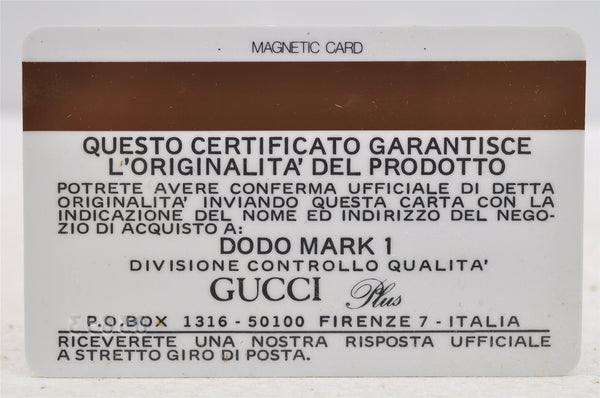 MAGNETIC CARD
QUESTO CERTIFICATO GARANTISCE
L'ORIGINALITA' DEL PRODOTTO
POTRETE AVERE CONFERMA UFFICIALE DI DETTA
ORIGINALITA' INVIANDO QUESTA CARTA CON LA
INDICAZIONE DEL NOME ED INDIRIZZO DEL NEGO-
ZIO DI ACQUISTO A:
DODO MARK 1
DIVISIONE CONTROLLO QUALITA'
GUCCI Plus
P.O.BOX 1316 - 50100 FIRENZE 7 - ITALIA
RICEVERETE UNA NOSTRA RISPOSTA UFFICIALE
A STRETTO GIRO DI POSTA.